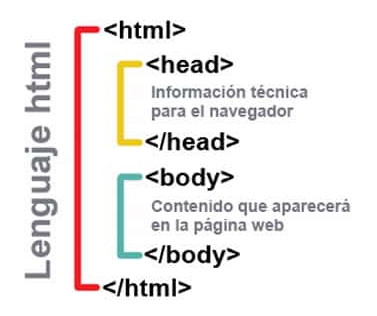 Lenguaje html
<html>
<head>
Información técnica
para el navegador
</head>
<body>
Contenido que aparecerá
en la página web
</body>
</html>